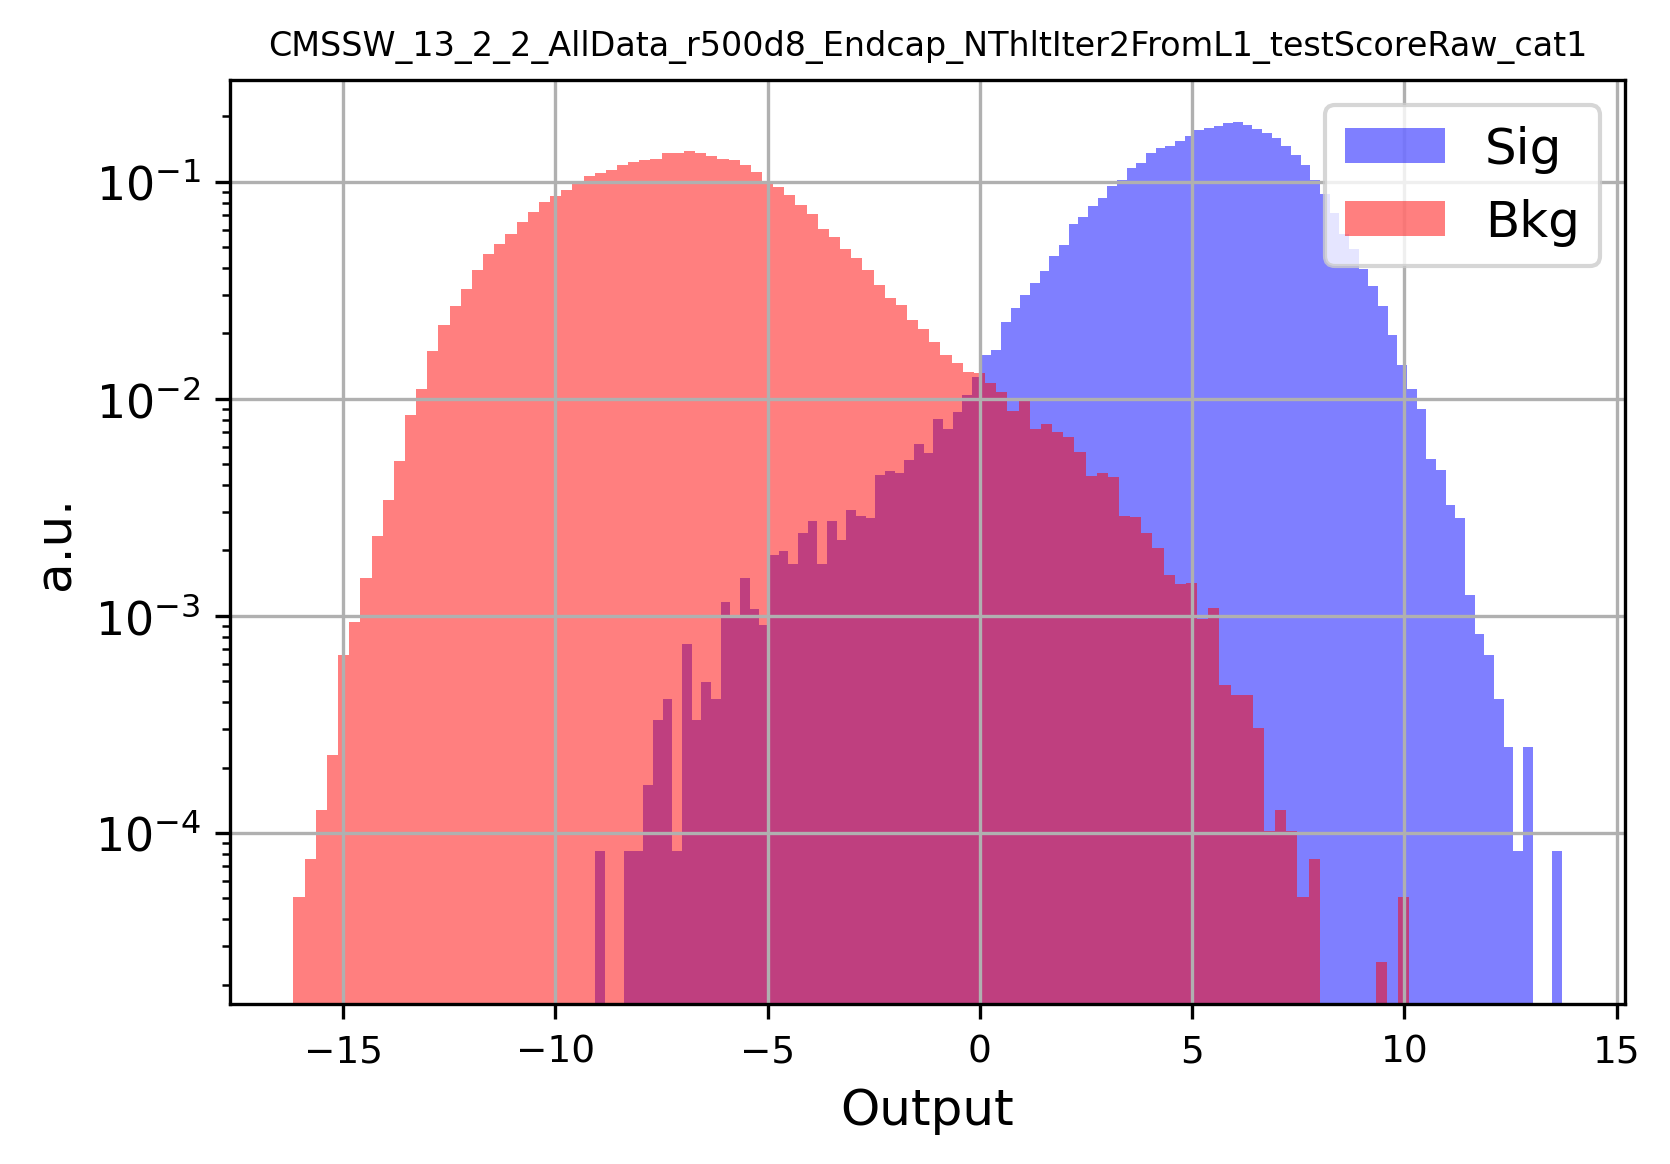 CMSSW_13_2_2_AllData_r500d8_Endcap_NThltIter2FromL1_testScoreRaw_cat1
Sig
Bkg
a.u.
10⁻¹
10⁻²
10⁻³
10⁻⁴
−15 −10 −5 0 5 10 15
Output